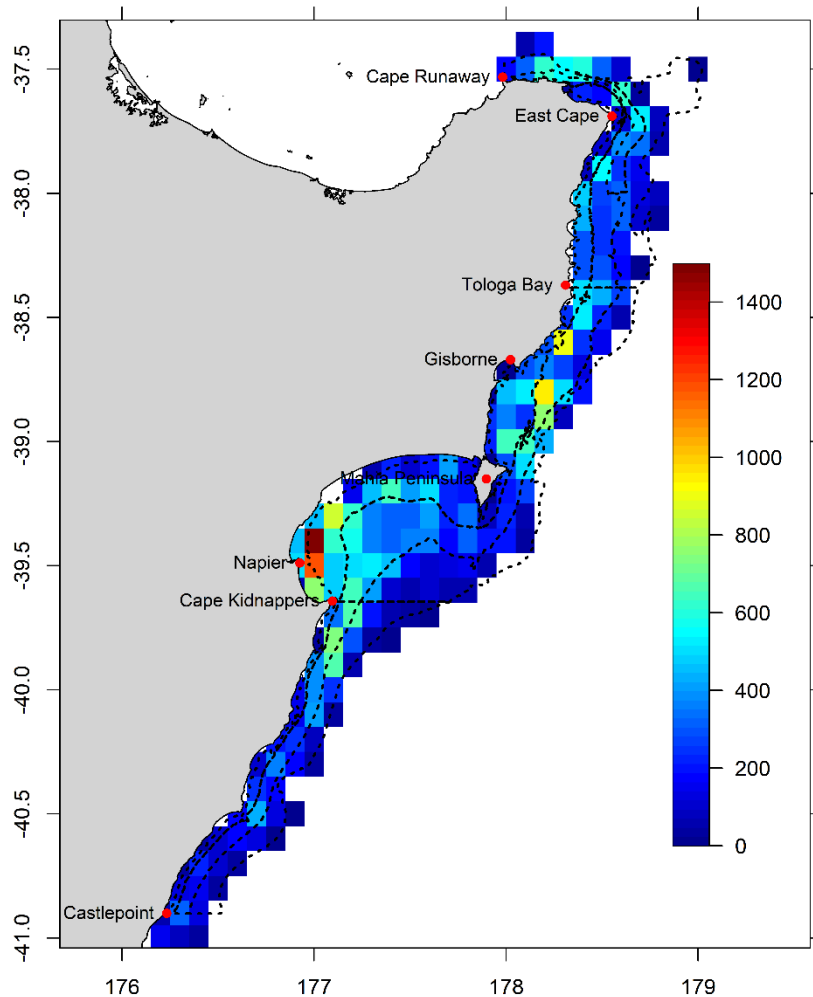 -37.5
Cape Runaway
East Cape
-38.0
Tologa Bay
-38.5
Gisborne
-39.0
Mahia Peninsula
-39.5
Napier
Cape Kidnappers
-40.0
-40.5
Castlepoint
-41.0
1400
1200
1000
800
600
400
200
0
176
177
178
179